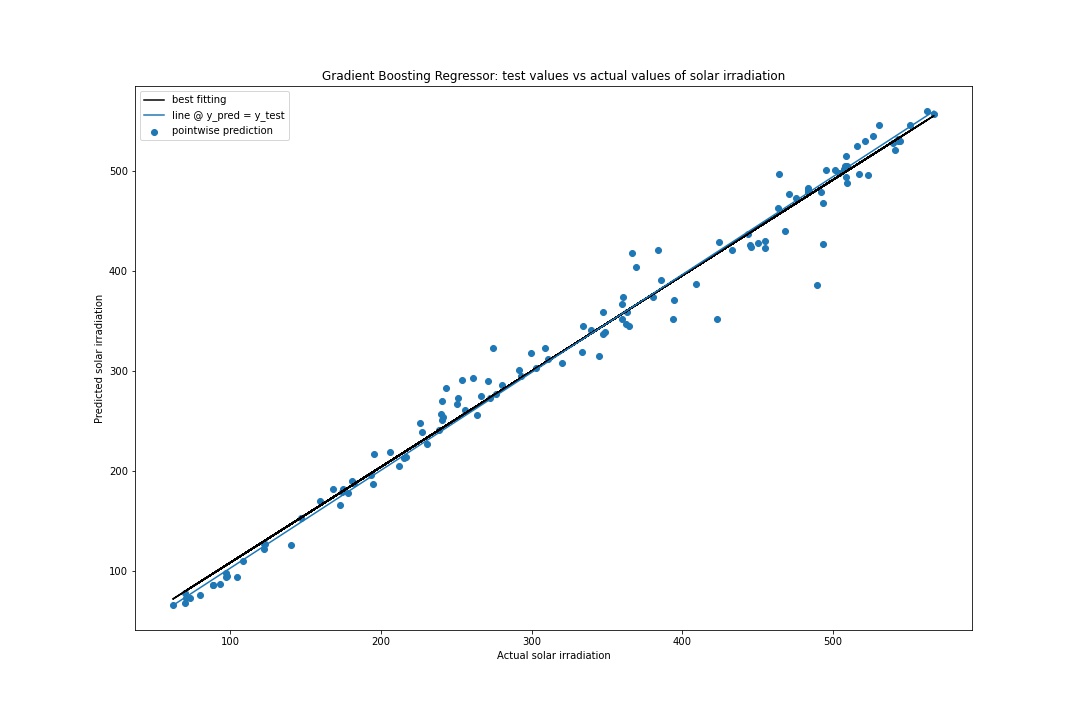 Gradient Boosting Regressor: test values vs actual values of solar irradiation
best fitting
line @ y_pred = y_test
pointwise prediction
Predicted solar irradiation
500
400
300
200
100
100 200 300 400 500
Actual solar irradiation